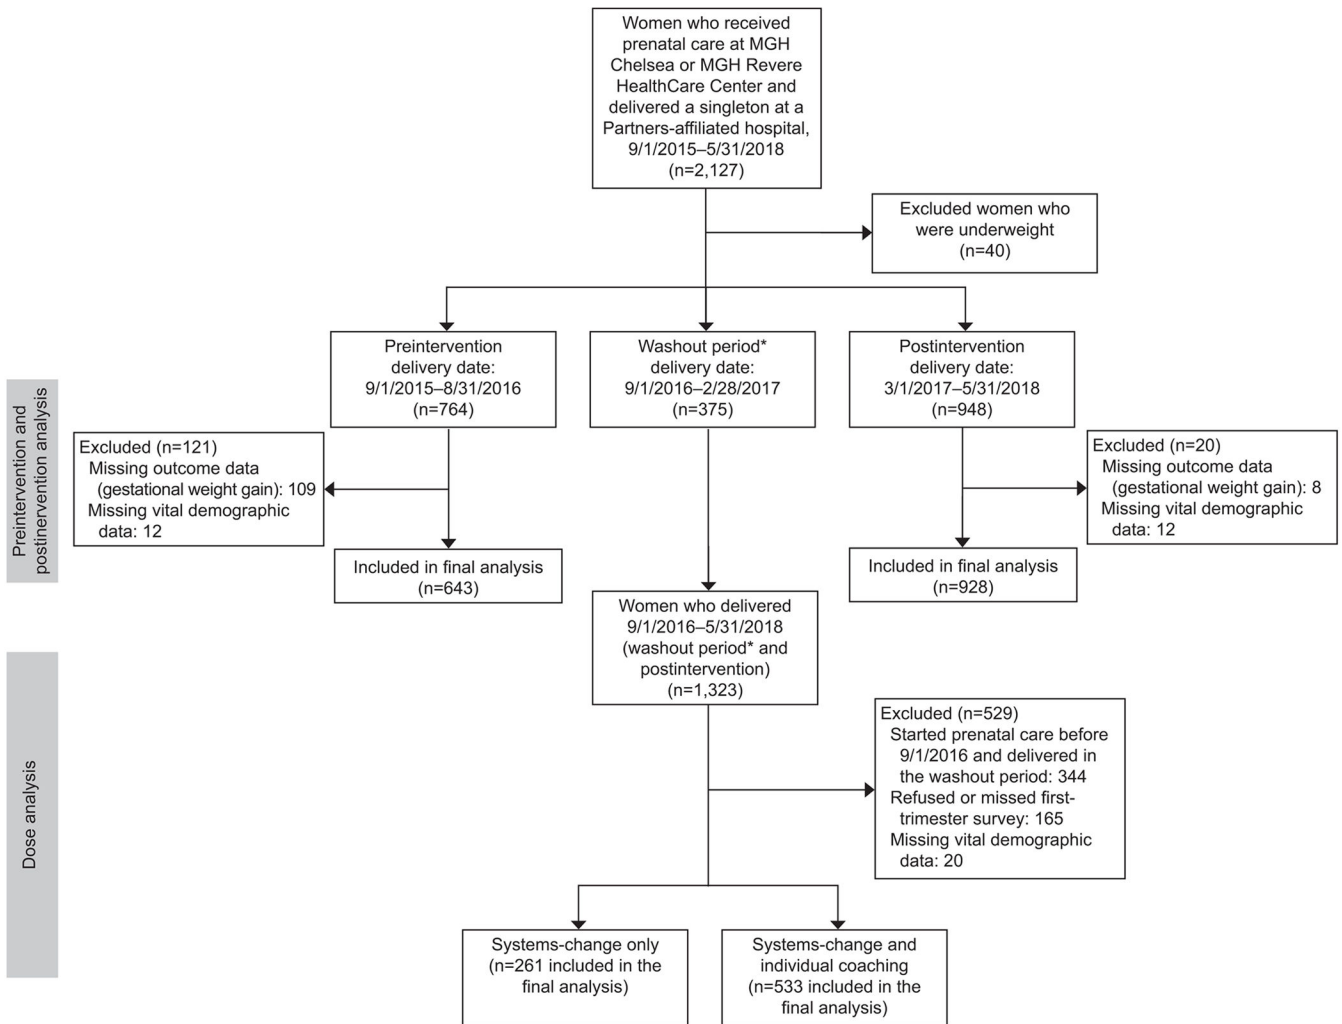 Women who received
prenatal care at MGH
Chelsea or MGH Revere
HealthCare Center and
delivered a singleton at a
Partners-affiliated hospital,
9/1/2015–5/31/2018
(n=2,127)
Excluded women who
were underweight
(n=40)
Preintervention
delivery date:
9/1/2015–8/31/2016
(n=764)
Washout period*
delivery date:
9/1/2016–2/28/2017
(n=375)
Postintervention
delivery date:
3/1/2017–5/31/2018
(n=948)
Preintervention and
postinervention analysis
Excluded (n=121)
Missing outcome data
(gestational weight gain): 109
Missing vital demographic
data: 12
Excluded (n=20)
Missing outcome data
(gestational weight gain): 8
Missing vital demographic
data: 12
Included in final analysis
(n=643)
Included in final analysis
(n=928)
Women who delivered
9/1/2016–5/31/2018
(washout period* and
postintervention)
(n=1,323)
Dose analysis
Excluded (n=529)
Started prenatal care before
9/1/2016 and delivered in
the washout period: 344
Refused or missed first-
trimester survey: 165
Missing vital demographic
data: 20
Systems-change only
(n=261 included in the
final analysis)
Systems-change and
individual coaching
(n=533 included in the
final analysis)